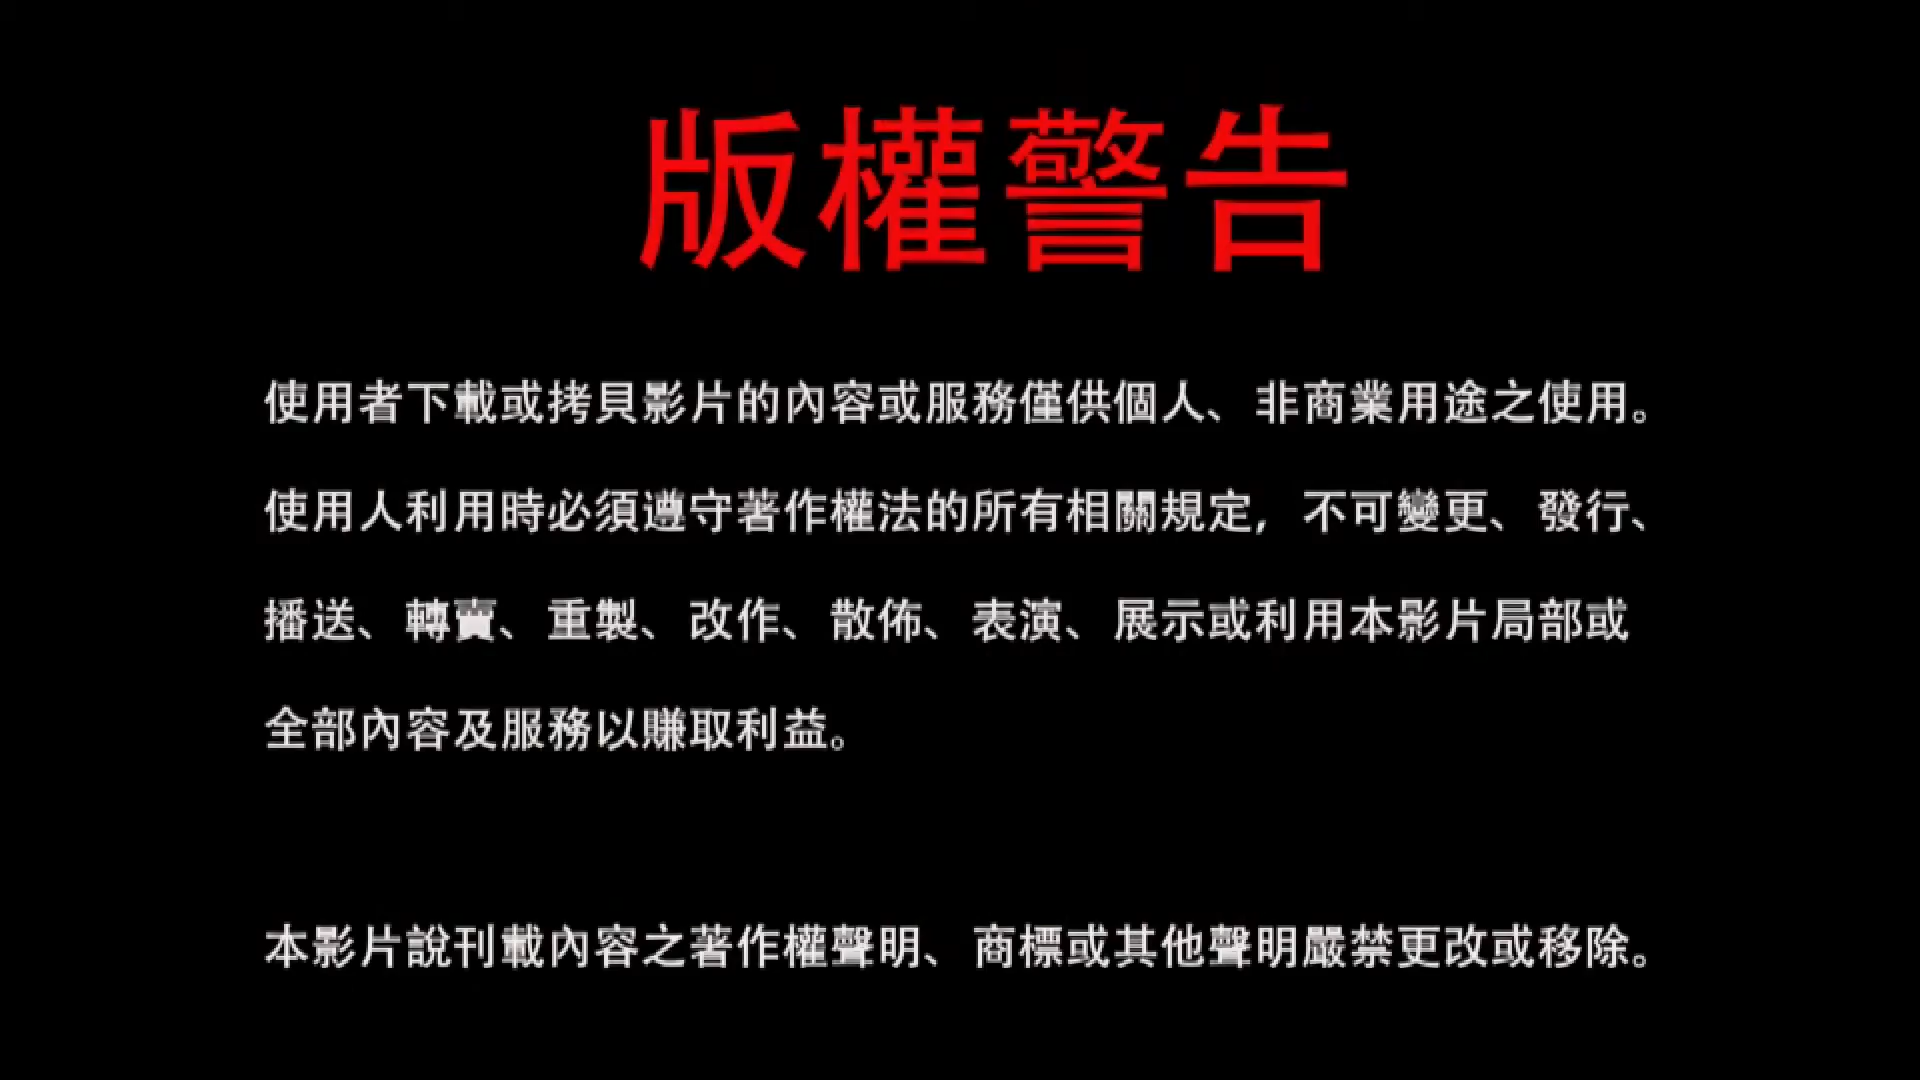 版權警告
使用者下載或拷貝影片的內容或服務僅供個人、非商業用途之使用。
使用人利用時必須遵守著作權法的所有相關規定，不可變更、發行、
播送、轉賣、重製、改作、散佈、表演、展示或利用本影片局部或
全部內容及服務以賺取利益。
本影片說刊載內容之著作權聲明、商標或其他聲明嚴禁更改或移除。